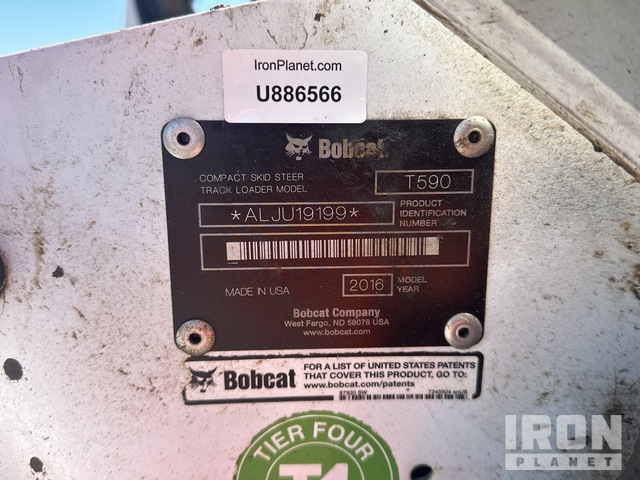 IronPlanet.com
U886566
Bobcat
COMPACT SKID STEER
TRACK LOADER MODEL
T590
*ALJU19199*
PRODUCT
IDENTIFICATION
NUMBER
MADE IN USA
2016
MODEL
YEAR
Bobcat Company
West Fargo, ND 58078 USA
www.bobcat.com
Bobcat
FOR A LIST OF UNITED STATES PATENTS
THAT COVER THIS PRODUCT, GO TO:
www.bobcat.com/patents
TIER FOUR
IRON
PLANET